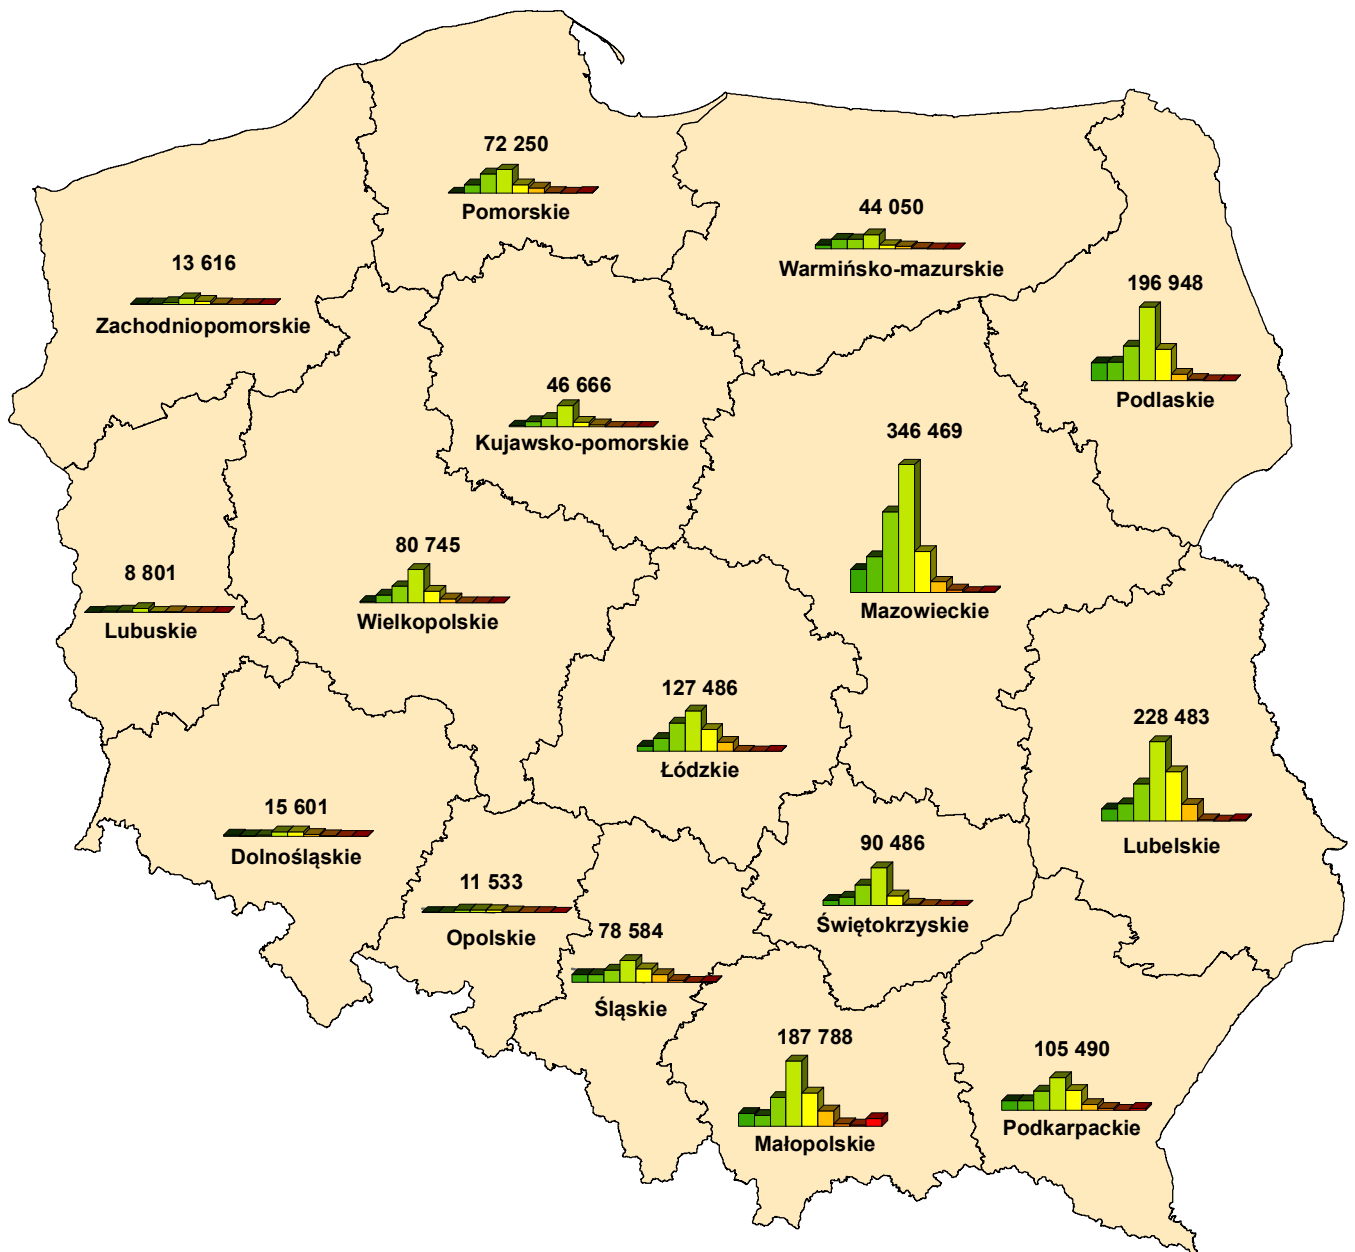 72 250
Pomorskie
44 050
Warmińsko-mazurskie
13 616
Zachodniopomorskie
196 948
Podlaskie
46 666
Kujawsko-pomorskie
346 469
Mazowieckie
80 745
Wielkopolskie
8 801
Lubuskie
127 486
Łódzkie
228 483
Lubelskie
15 601
Dolnośląskie
90 486
Świętokrzyskie
11 533
Opolskie
78 584
Śląskie
187 788
Małopolskie
105 490
Podkarpackie